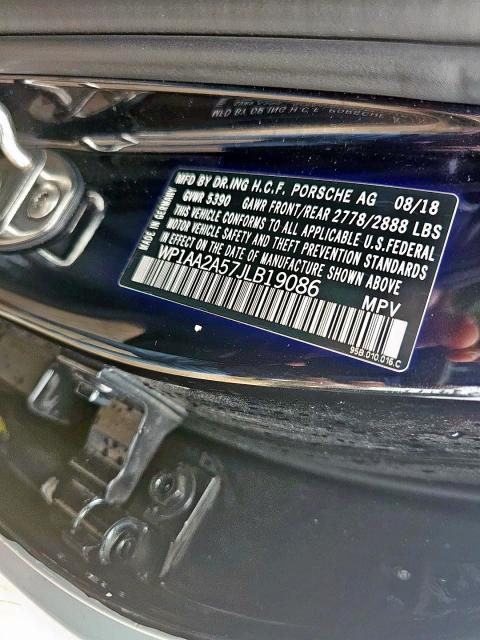 MFD BY DR.ING H.C.F. PORSCHE AG 08/18
GVWR 5390 GAWR FRONT/REAR 2778/2888 LBS
THIS VEHICLE CONFORMS TO ALL APPLICABLE U.S.FEDERAL
MOTOR VEHICLE SAFETY AND THEFT PREVENTION STANDARDS
IN EFFECT ON THE DATE OF MANUFACTURE SHOWN ABOVE
WP1AA2A57JLB19086 MPV
MADE IN GERMANY
95B.010.016.C